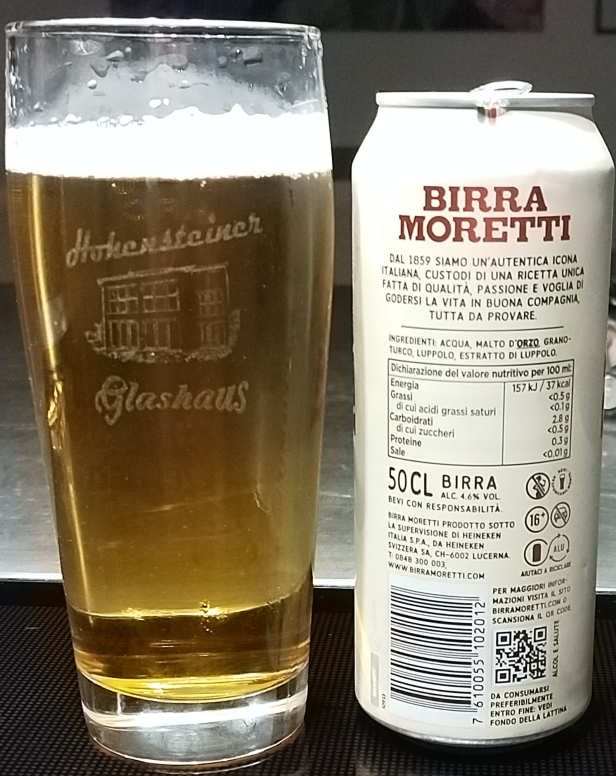 Hohensteiner
Glashaus
BIRRA
MORETTI
DAL 1859 SIAMO UN'AUTENTICA ICONA
ITALIANA, CUSTODI DI UNA RICETTA UNICA
FATTA DI QUALITÀ, PASSIONE E VOGLIA DI
GODERSI LA VITA IN BUONA COMPAGNIA,
TUTTA DA PROVARE.
INGREDIENTI: ACQUA, MALTO D'ORZO, GRANO-
TURCO, LUPPOLO, ESTRATTO DI LUPPOLO.
Dichiarazione del valore nutritivo per 100 ml:
Energia 157 kJ / 37 kcal
Grassi <0.5 g
di cui acidi grassi saturi <0.1 g
Carboidrati 2.8 g
di cui zuccheri <0.5 g
Proteine 0.3 g
Sale <0.01 g
50CL BIRRA
ALC. 4.6% VOL.
BEVI CON RESPONSABILITÀ.
BIRRA MORETTI PRODOTTO SOTTO
LA SUPERVISIONE DI HEINEKEN
ITALIA S.P.A., DA HEINEKEN
SVIZZERA SA, CH-6002 LUCERNA.
T: 0848 300 003,
WWW.BIRRAMORETTI.COM
16+
ALU
AIUTACI A RICICLARE
PER MAGGIORI INFOR-
MAZIONI VISITA IL SITO
BIRRAMORETTI.COM O
SCANSIONA IL QR CODE
ALCOL E SALUTE
7 610055 102012
DA CONSUMARSI
PREFERIBILMENTE
ENTRO FINE: VEDI
FONDO DELLA LATTINA